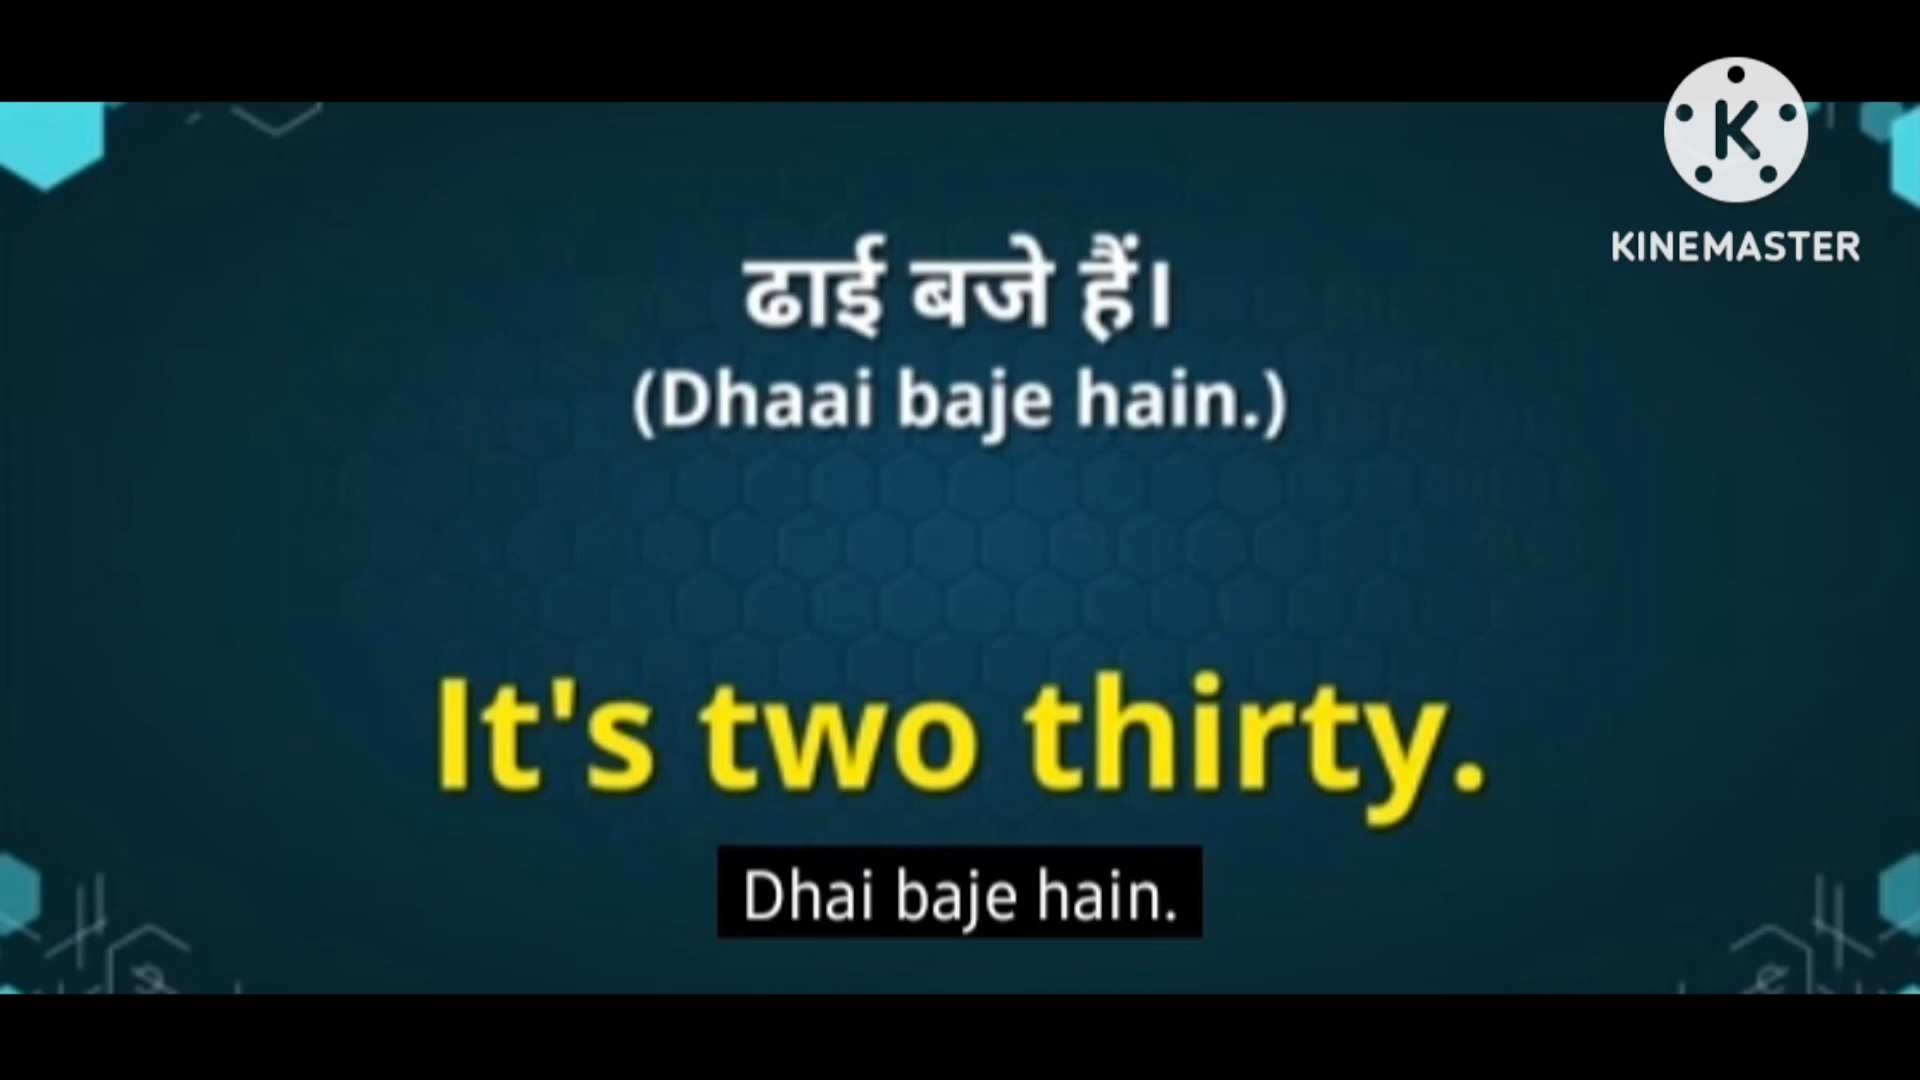 K
KINEMASTER
ढाई बजे हैं।
(Dhaai baje hain.)
It's two thirty.
Dhai baje hain.